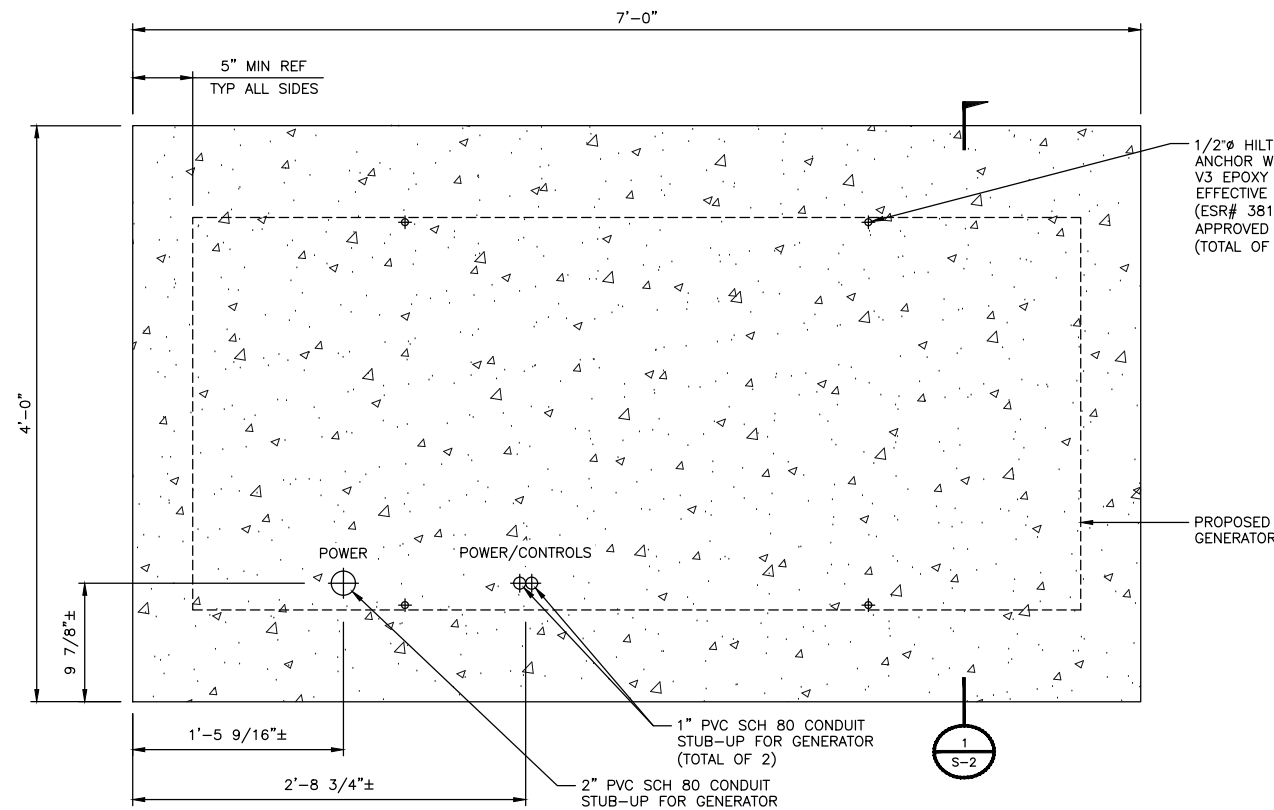 7'-0"
5" MIN REF
TYP ALL SIDES
4'-0"
1/2"ø HILT
ANCHOR W
V3 EPOXY
EFFECTIVE
(ESR# 381
APPROVED
(TOTAL OF
PROPOSED
GENERATOR
POWER
POWER/CONTROLS
9 7/8"±
1'-5 9/16"±
2'-8 3/4"±
1" PVC SCH 80 CONDUIT
STUB-UP FOR GENERATOR
(TOTAL OF 2)
2" PVC SCH 80 CONDUIT
STUB-UP FOR GENERATOR
1
S-2